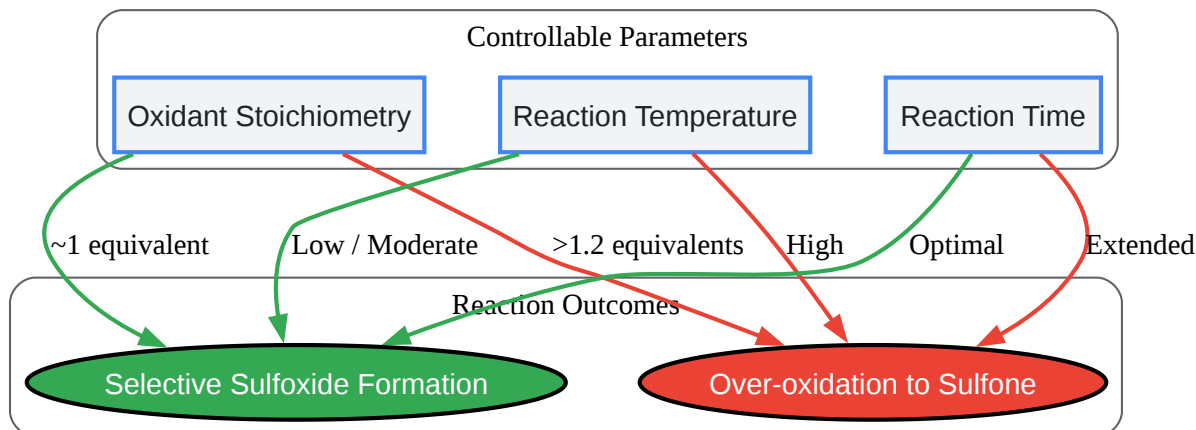 Controllable Parameters
Oxidant Stoichiometry
Reaction Temperature
Reaction Time
~1 equivalent
Low / Moderate
>1.2 equivalents
High
Optimal
Extended
Reaction Outcomes
Selective Sulfoxide Formation
Over-oxidation to Sulfone